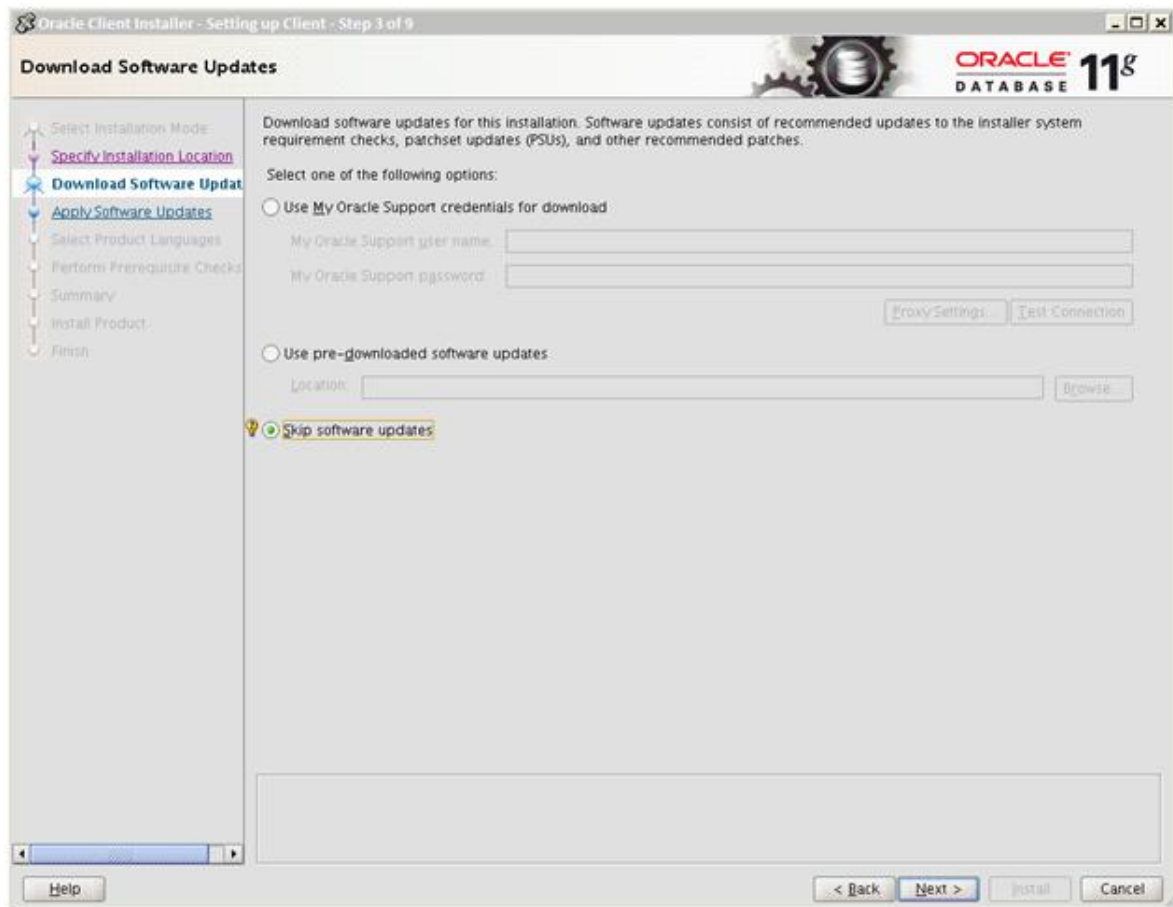 Oracle Client Installer - Setting up Client - Step 3 of 9
Download Software Updates
ORACLE
DATABASE
11g
Select Installation Mode
Specify Installation Location
Download Software Updat
Apply Software Updates
Select Product Languages
Perform Prerequisite Checks
Summary
Install Product
Finish
Download software updates for this installation. Software updates consist of recommended updates to the installer system
requirement checks, patchset updates (PSUs), and other recommended patches.
Select one of the following options:
Use My Oracle Support credentials for download
My Oracle Support user name:
My Oracle Support password:
Proxy Settings...
Test Connection
Use pre-downloaded software updates
Location:
Browse...
Skip software updates
Help
< Back
Next >
Install
Cancel